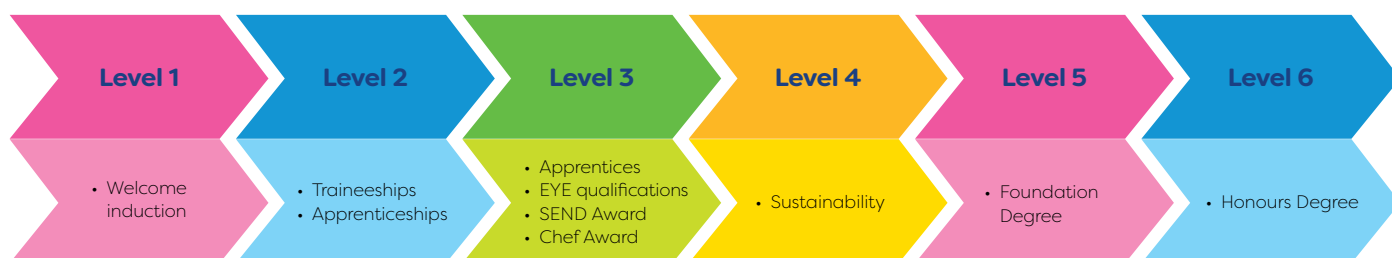 Level 1
Level 2
Level 3
Level 4
Level 5
Level 6
• Welcome
induction
• Traineeships
• Apprenticeships
• Apprentices
• EYE qualifications
• SEND Award
• Chef Award
• Sustainability
• Foundation
Degree
• Honours Degree